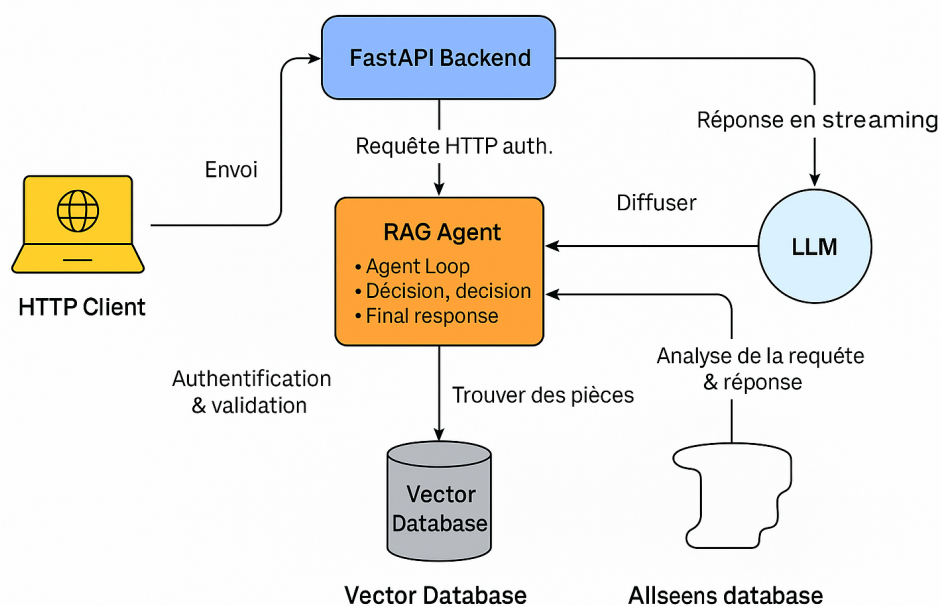 FastAPI Backend
Réponse en streaming
Requête HTTP auth.
Envoi
Diffuser
RAG Agent
• Agent Loop
• Décision, decision
• Final response
LLM
HTTP Client
Analyse de la requéte
& réponse
Authentification
& validation
Trouver des pièces
Vector
Database
Vector Database
Allseens database